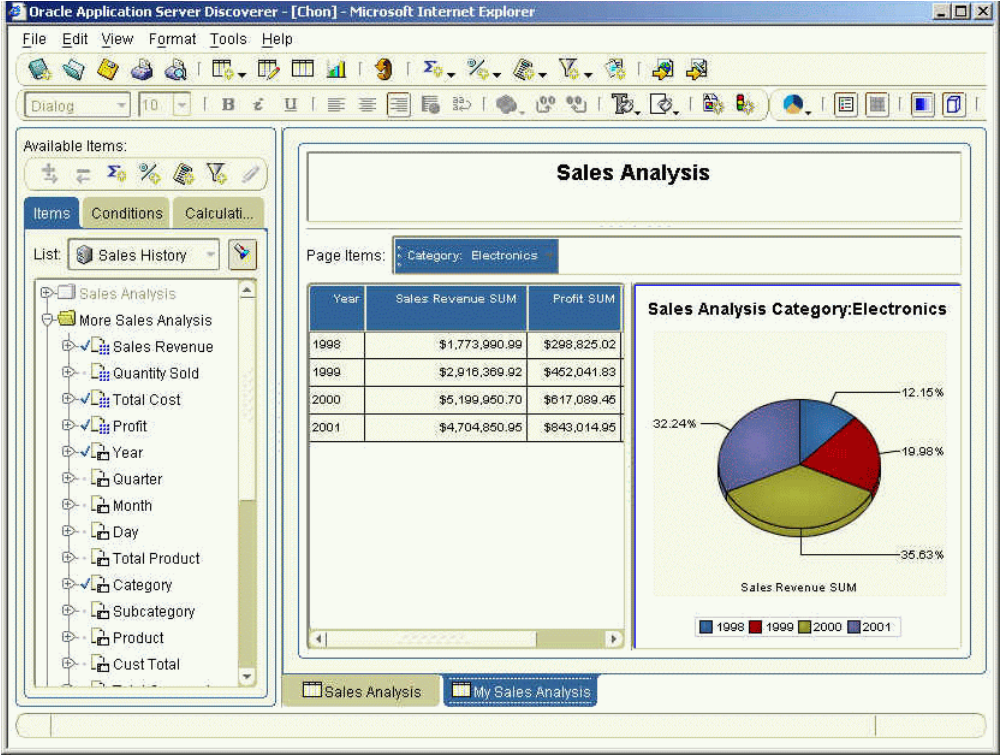 Oracle Application Server Discoverer - [Chon] - Microsoft Internet Explorer
File Edit View Format Tools Help
Dialog 10 B i U
Available Items:
Items Conditions Calculati...
List: Sales History
Sales Analysis
More Sales Analysis
Sales Revenue
Quantity Sold
Total Cost
Profit
Year
Quarter
Month
Day
Total Product
Category
Subcategory
Product
Cust Total
Sales Analysis
Page Items: Category: Electronics
Year Sales Revenue SUM Profit SUM
1998 $1,773,990.99 $298,825.02
1999 $2,916,369.92 $452,041.83
2000 $5,199,950.70 $617,089.45
2001 $4,704,850.95 $843,014.95
Sales Analysis Category:Electronics
12.15%
32.24%
19.98%
35.63%
Sales Revenue SUM
1998 1999 2000 2001
Sales Analysis My Sales Analysis